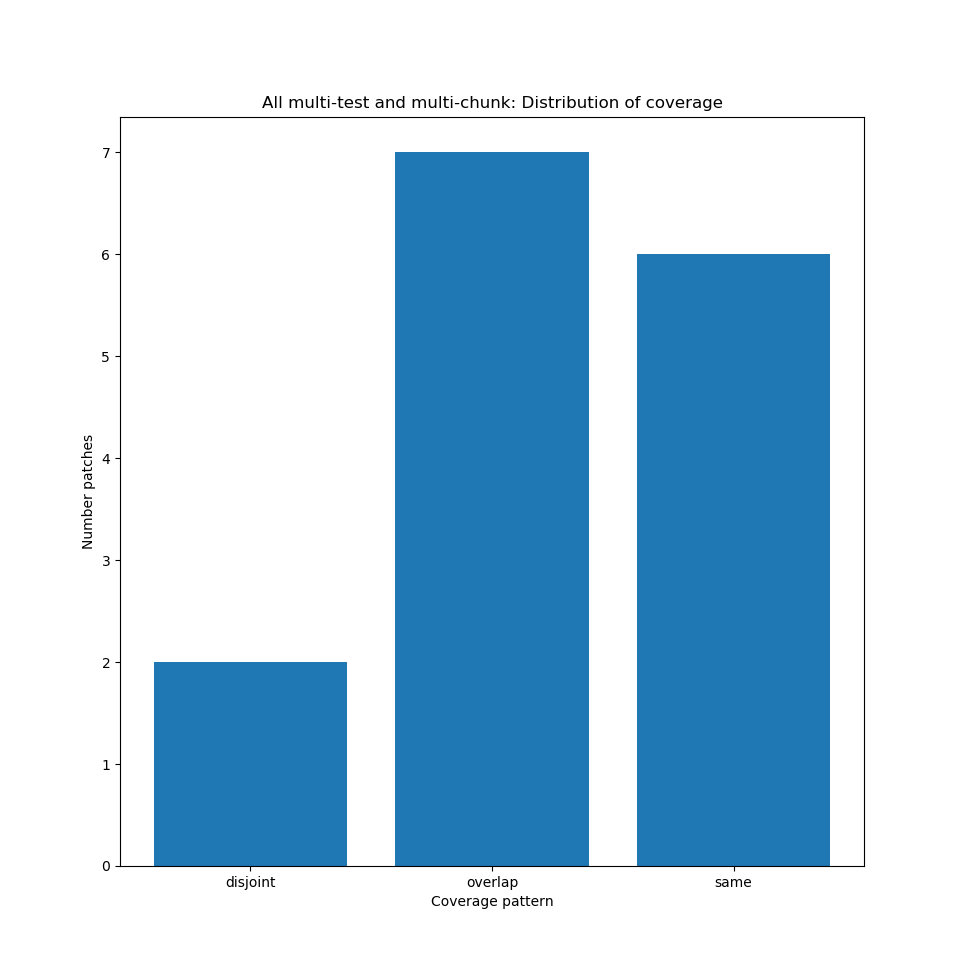 All multi-test and multi-chunk: Distribution of coverage
7
6
5
4
3
2
1
0
Number patches
disjoint overlap same
Coverage pattern